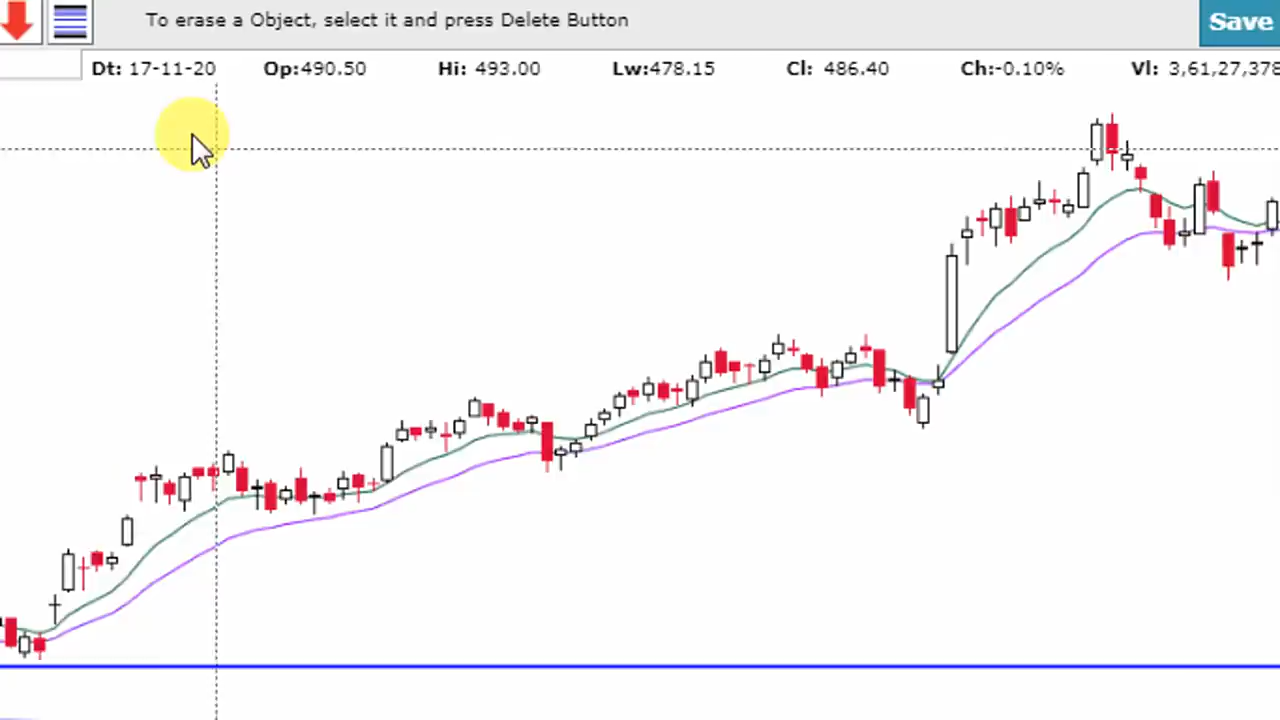 To erase a Object, select it and press Delete Button
Save
Dt: 17-11-20 Op:490.50 Hi: 493.00 Lw:478.15 Cl: 486.40 Ch:-0.10% Vl: 3,61,27,378